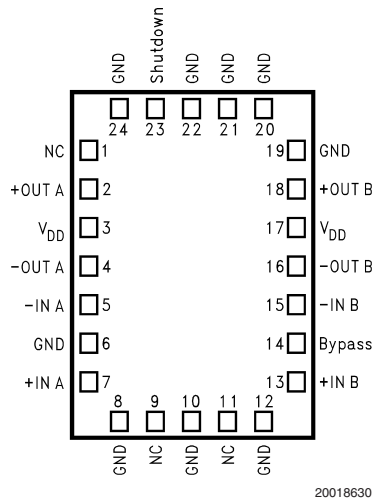 GND Shutdown GND GND GND
24 23 22 21 20
NC 1 19 GND
+OUT A 2 18 +OUT B
VDD 3 17 VDD
-OUT A 4 16 -OUT B
-IN A 5 15 -IN B
GND 6 14 Bypass
+IN A 7 13 +IN B
8 9 10 11 12
GND NC GND NC GND
20018630